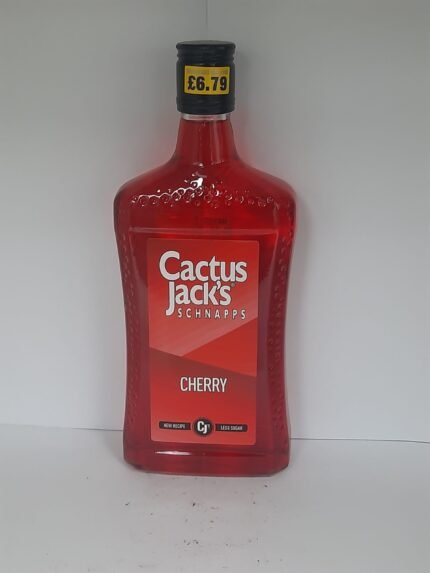 £6.79
Cactus
Jack's
SCHNAPPS
CHERRY
NEW RECIPE CJ LESS SUGAR